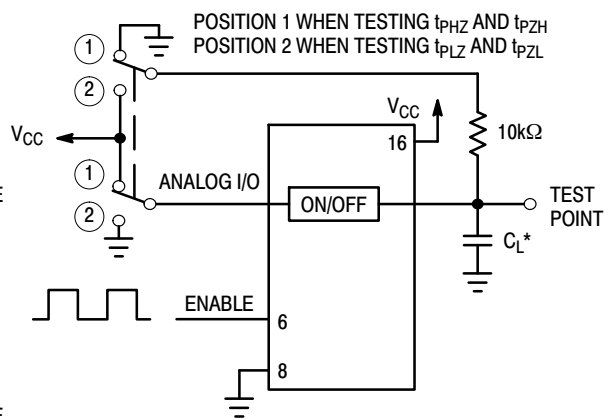 POSITION 1 WHEN TESTING tPHZ AND tPZH
POSITION 2 WHEN TESTING tPLZ AND tPZL
1
2
VCC
VCC
16
10kΩ
1
ANALOG I/O
ON/OFF
TEST
POINT
2
CL*
ENABLE
6
8
E
E